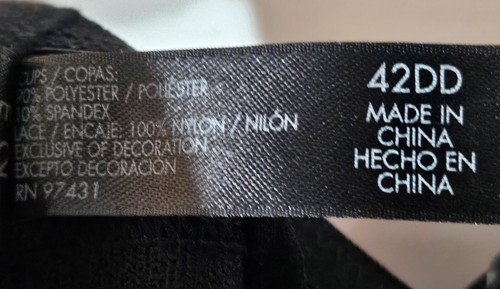 CUPS / COPAS:
90% POLYESTER / POLIÉSTER
10% SPANDEX
LACE / ENCAJE: 100% NYLON / NILÓN
EXCLUSIVE OF DECORATION
EXCEPTO DECORACIÓN
RN 97431
42DD
MADE IN
CHINA
HECHO EN
CHINA